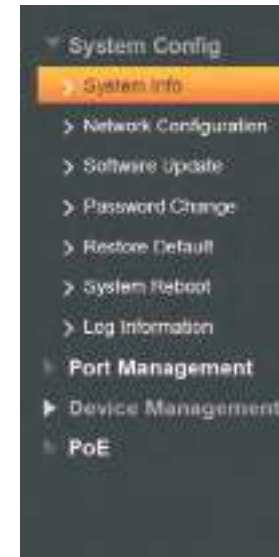 System Config
System Info
Network Configuration
Software Update
Password Change
Restore Default
System Reboot
Log Information
Port Management
Device Management
PoE